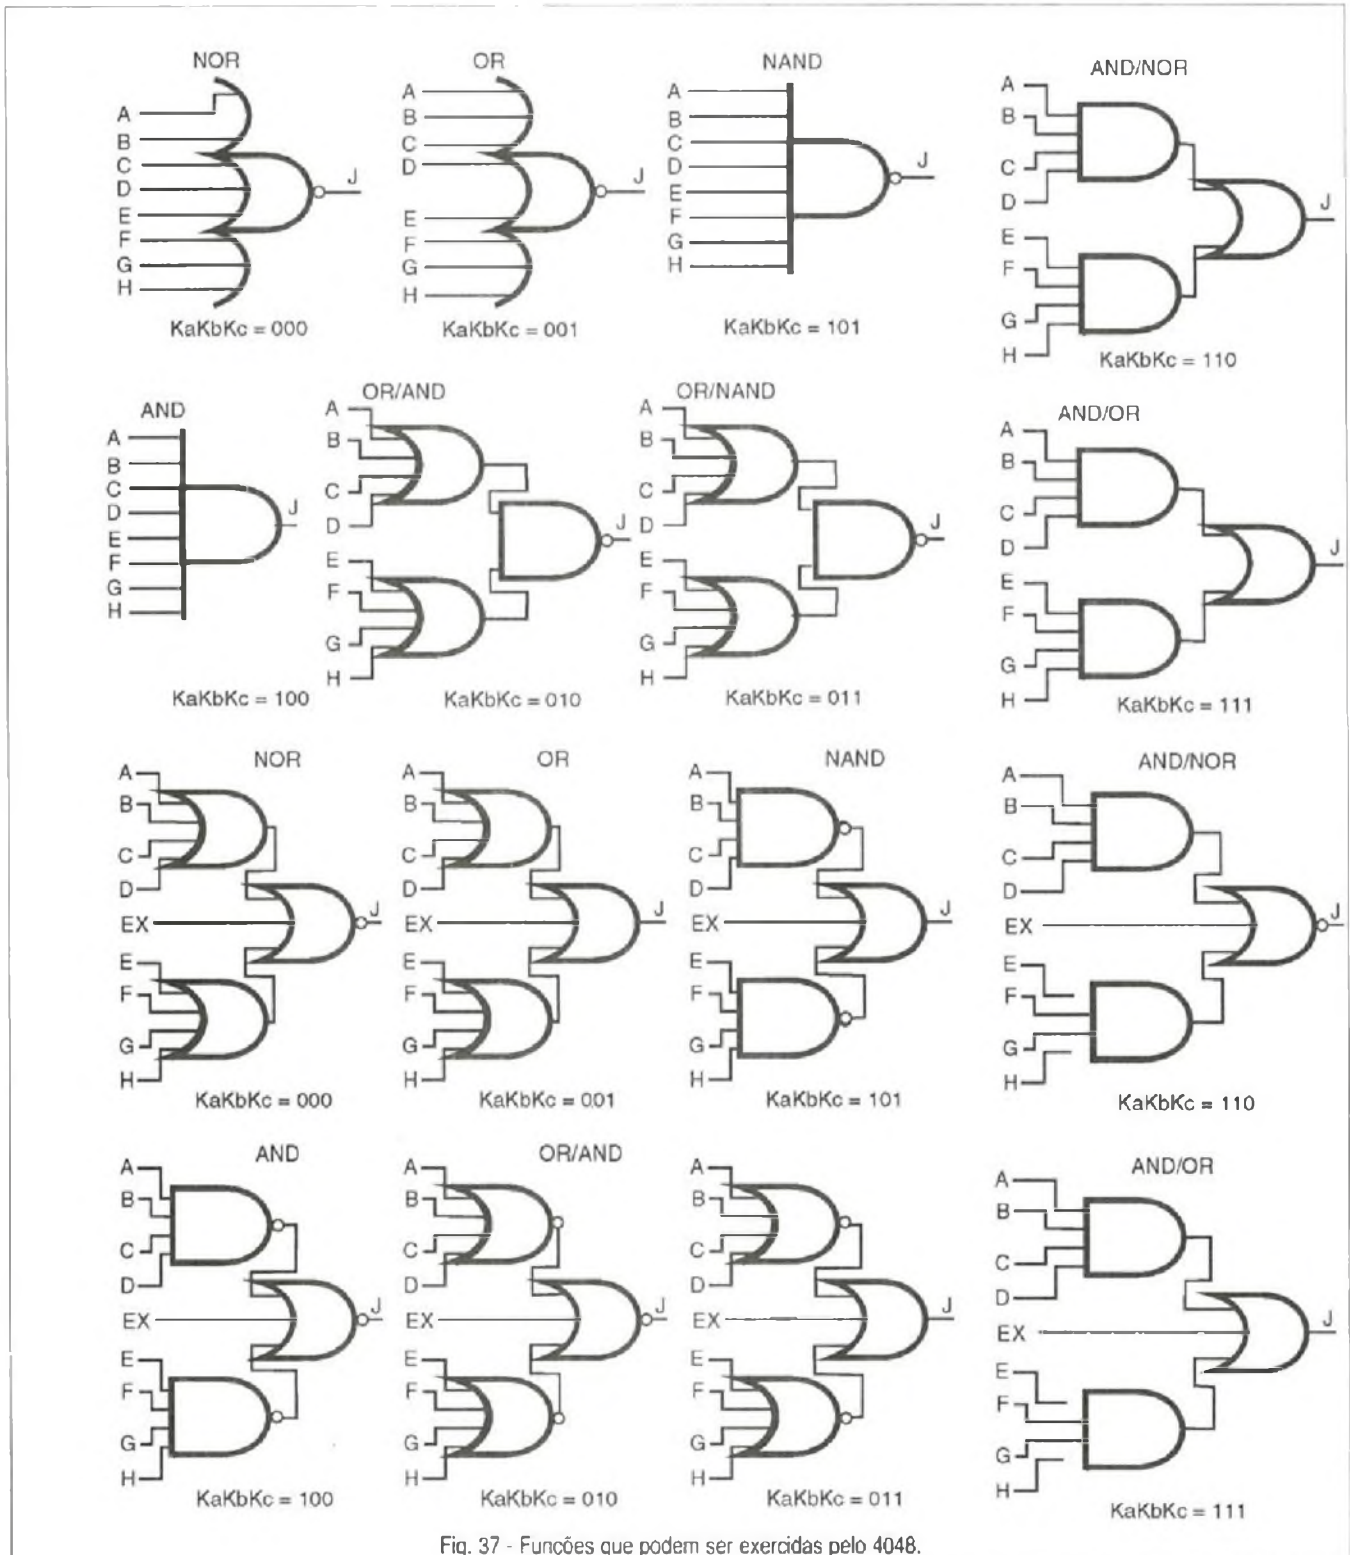 NOR
A
B
C
D
E
F
G
H
J
KaKbKc = 000
OR
A
B
C
D
E
F
G
H
J
KaKbKc = 001
NAND
A
B
C
D
E
F
G
H
J
KaKbKc = 101
AND/NOR
A
B
C
D
E
F
G
H
J
KaKbKc = 110
AND
A
B
C
D
E
F
G
H
J
KaKbKc = 100
OR/AND
A
B
C
D
E
F
G
H
J
KaKbKc = 010
OR/NAND
A
B
C
D
E
F
G
H
J
KaKbKc = 011
AND/OR
A
B
C
D
E
F
G
H
J
KaKbKc = 111
NOR
A
B
C
D
EX
E
F
G
H
J
KaKbKc = 000
OR
A
B
C
D
EX
E
F
G
H
J
KaKbKc = 001
NAND
A
B
C
D
EX
E
F
G
H
J
KaKbKc = 101
AND/NOR
A
B
C
D
EX
E
F
G
H
J
KaKbKc = 110
AND
A
B
C
D
EX
E
F
G
H
J
KaKbKc = 100
OR/AND
A
B
C
D
EX
E
F
G
H
J
KaKbKc = 010
A
B
C
D
EX
E
F
G
H
J
KaKbKc = 011
AND/OR
A
B
C
D
EX
E
F
G
H
J
KaKbKc = 111
Fig. 37 - Funções que podem ser exercidas pelo 4048.